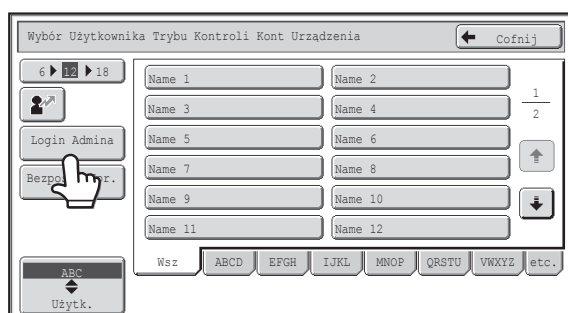 Wybór Użytkownika Trybu Kontroli Kont Urządzenia
Cofnij
6 12 18
Login Admina
ABC
Użytk.
Name 1 Name 2
Name 3 Name 4
Name 5 Name 6
Name 7 Name 8
Name 9 Name 10
Name 11 Name 12
1
2
Wsz ABCD EFGH IJKL MNOP QRSTU VWXYZ etc.